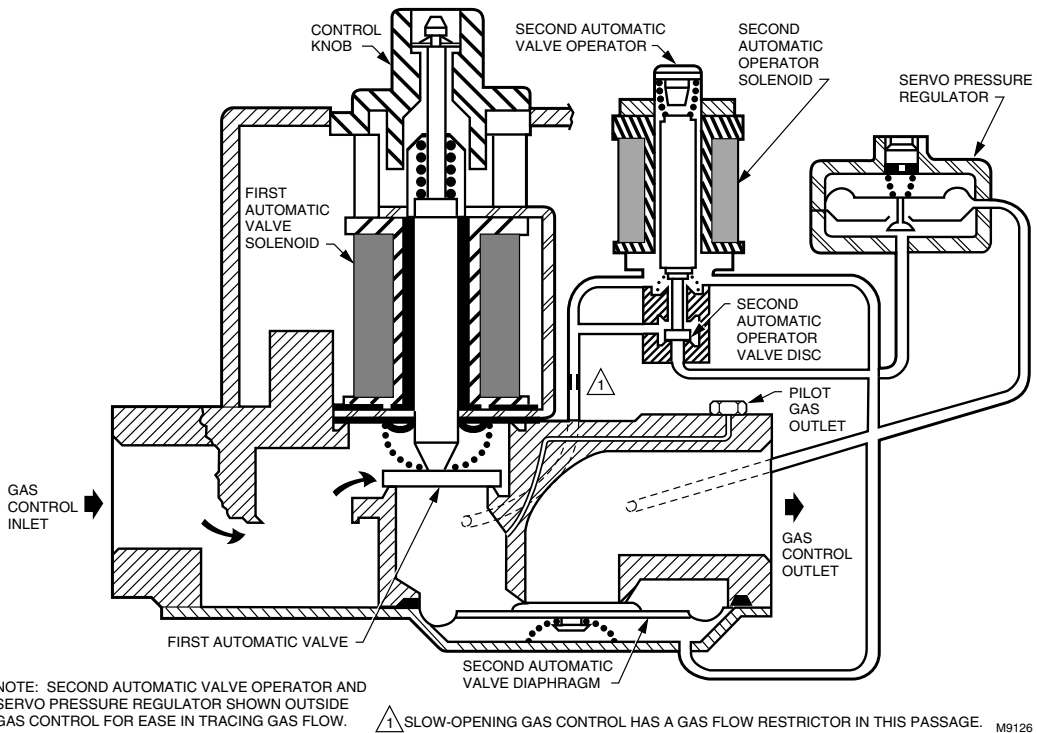 CONTROL
KNOB
SECOND AUTOMATIC
VALVE OPERATOR
SECOND
AUTOMATIC
OPERATOR
SOLENOID
SERVO PRESSURE
REGULATOR
FIRST
AUTOMATIC
VALVE
SOLENOID
SECOND
AUTOMATIC
OPERATOR
VALVE DISC
1
PILOT
GAS
OUTLET
GAS
CONTROL
INLET
GAS
CONTROL
OUTLET
FIRST AUTOMATIC VALVE
SECOND AUTOMATIC
VALVE DIAPHRAGM
NOTE: SECOND AUTOMATIC VALVE OPERATOR AND
SERVO PRESSURE REGULATOR SHOWN OUTSIDE
GAS CONTROL FOR EASE IN TRACING GAS FLOW.
1 SLOW-OPENING GAS CONTROL HAS A GAS FLOW RESTRICTOR IN THIS PASSAGE.
M9126